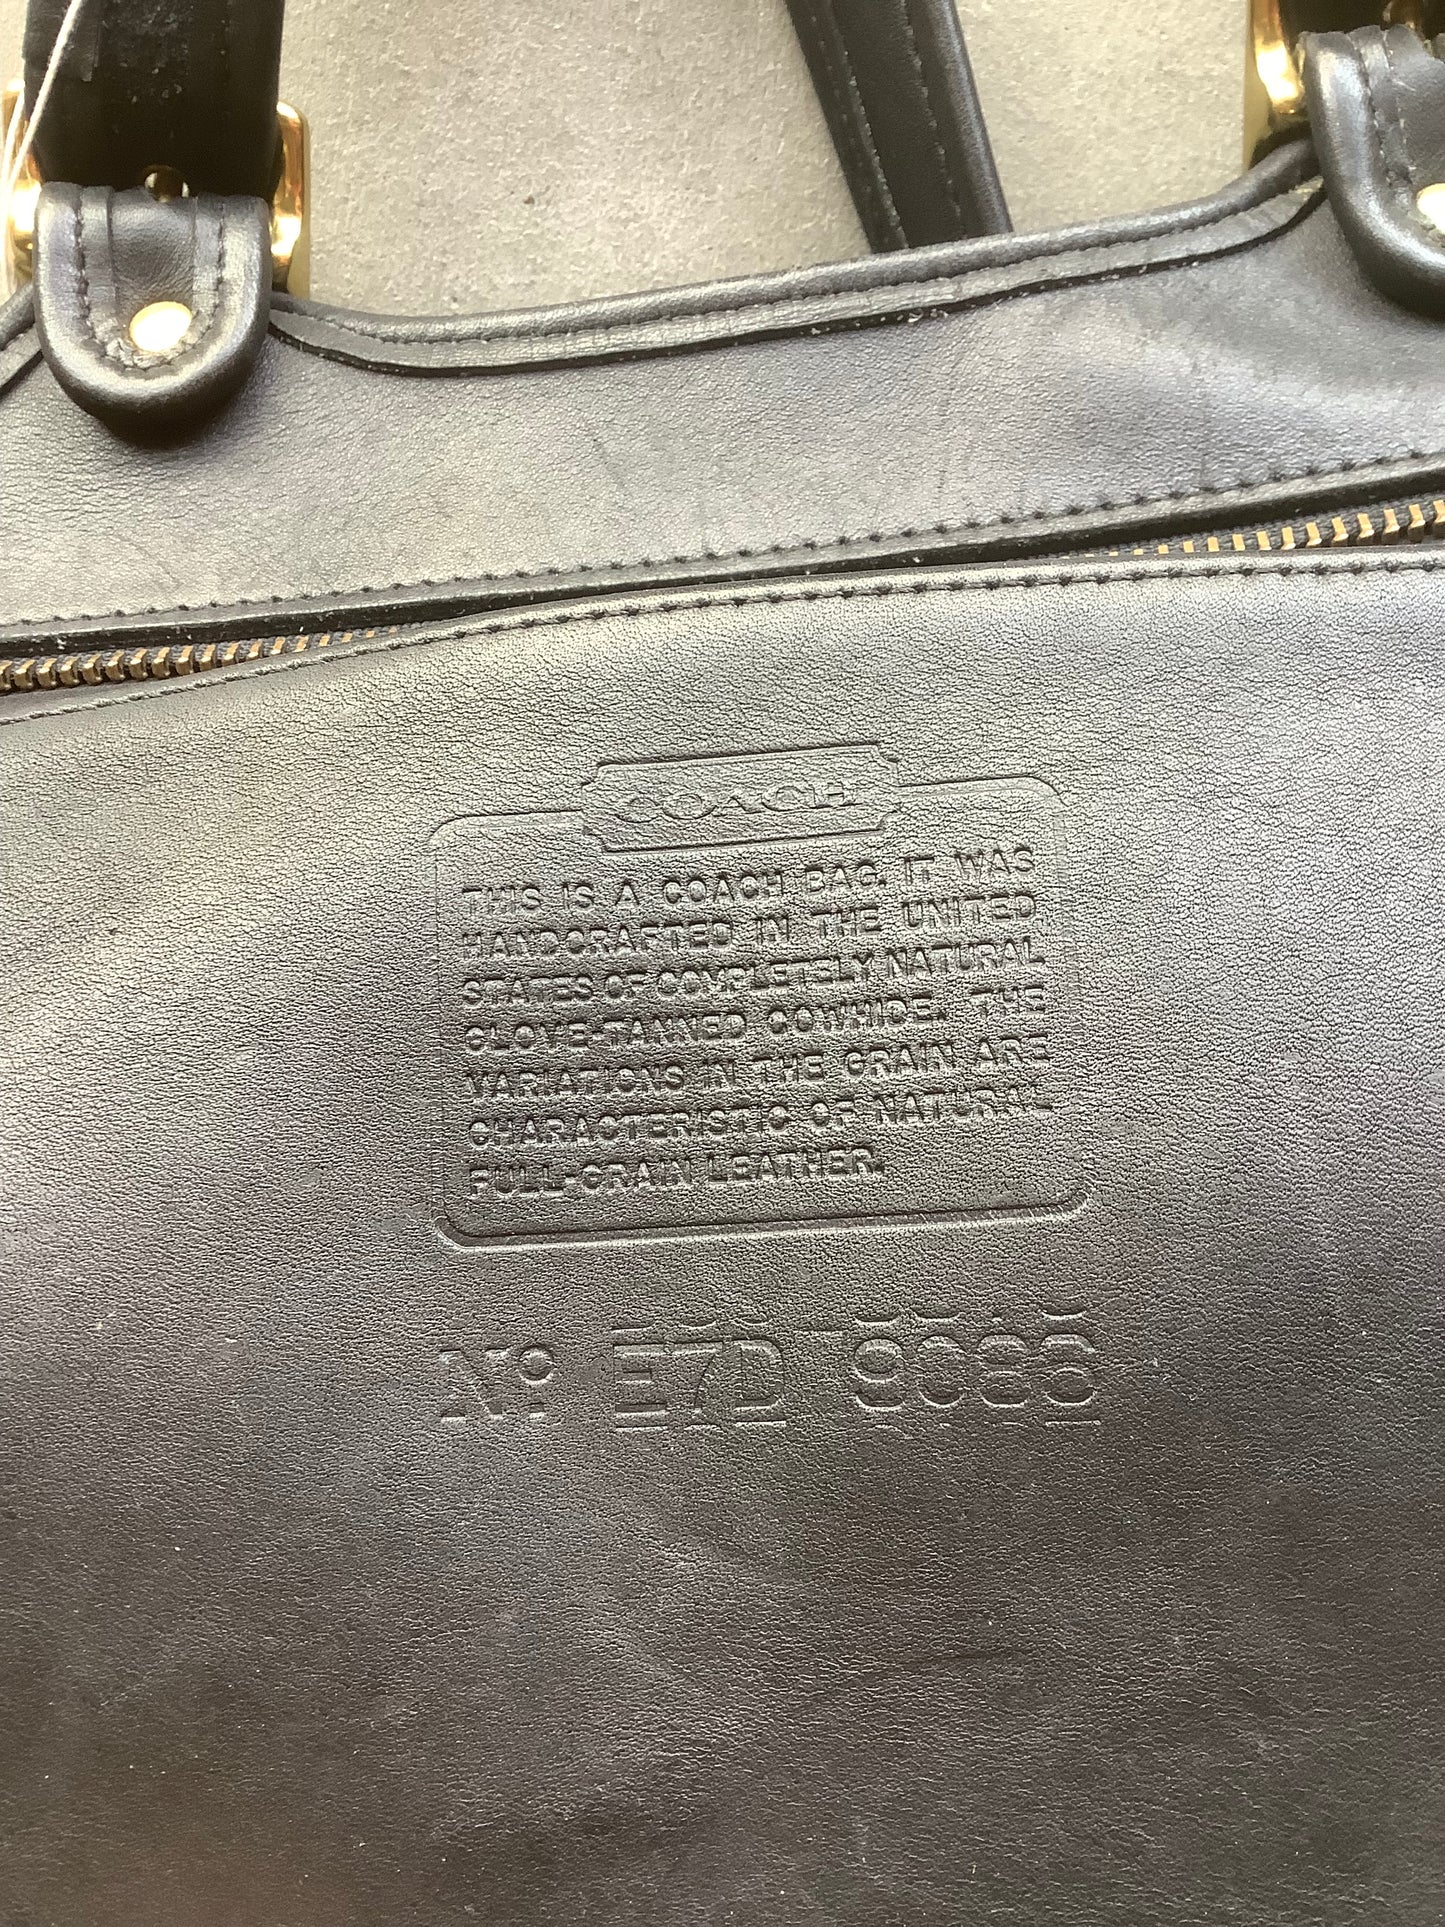 COACH
THIS IS A COACH BAG. IT WAS
HANDCRAFTED IN THE UNITED
STATES OF COMPLETELY NATURAL
GLOVE-TANNED COWHIDE. THE
VARIATIONS IN THE GRAIN ARE
CHARACTERISTIC OF NATURAL
FULL-GRAIN LEATHER.
Nº E7D 9085